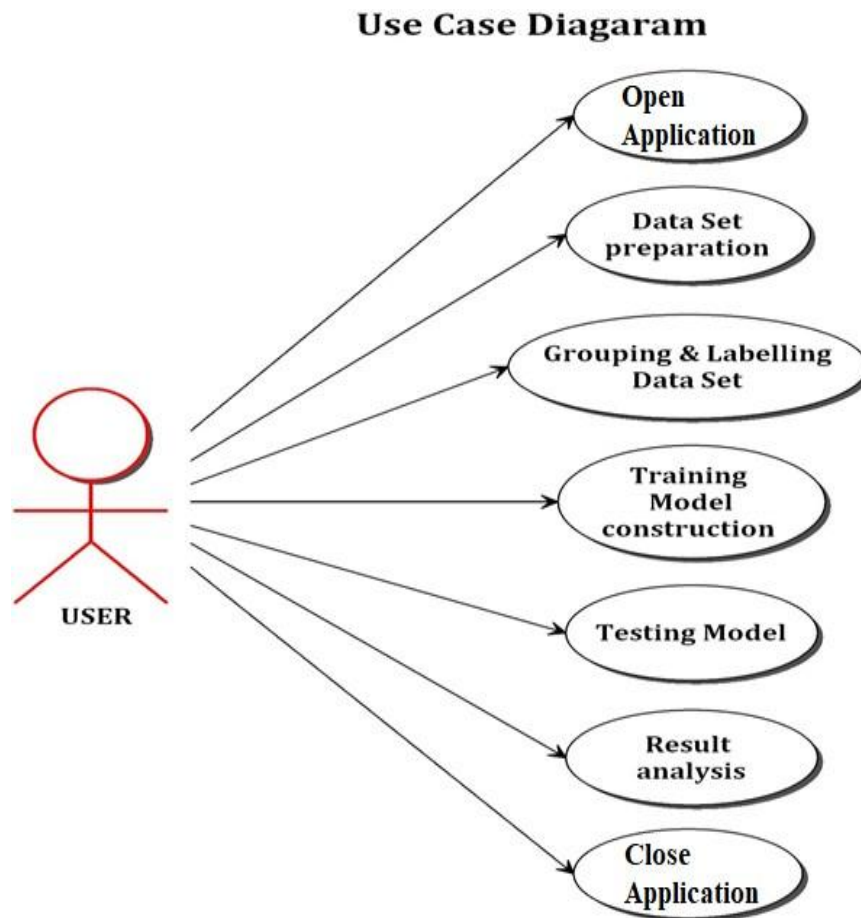 Use Case Diagaram
Open
Application
Data Set
preparation
Grouping & Labelling
Data Set
Training
Model
construction
USER
Testing Model
Result
analysis
Close
Application